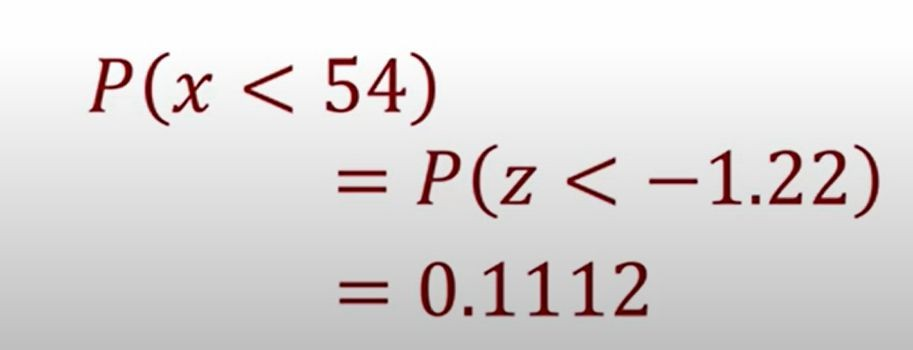 P(x < 54)
= P(z < −1.22)
= 0.1112